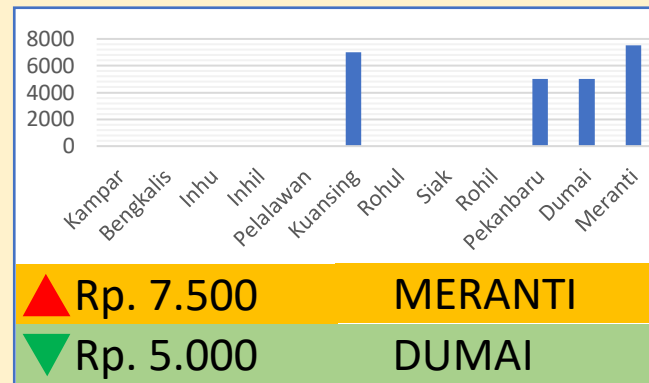 8000
6000
4000
2000
0
Kampar
Bengkalis
Inhu
Inhil
Pelalawan
Kuansing
Rohul
Siak
Rohil
Pekanbaru
Dumai
Meranti
Rp. 7.500 MERANTI
Rp. 5.000 DUMAI